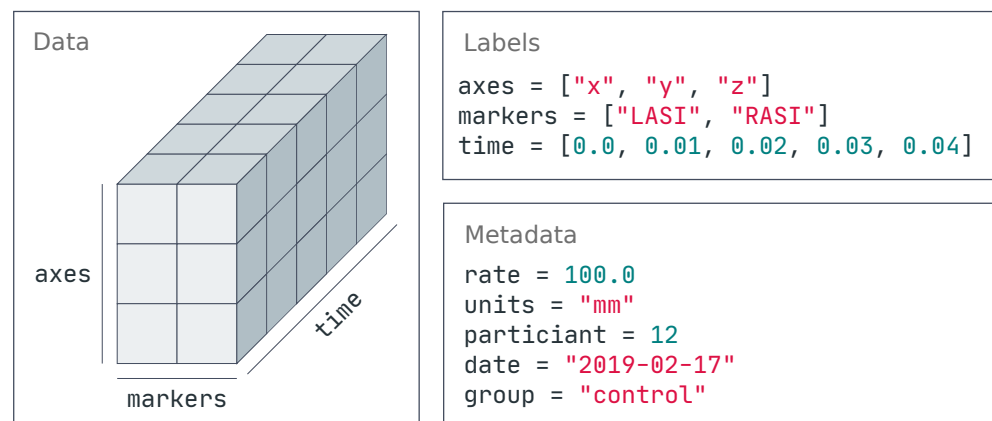 Data
axes
markers
time
Labels
axes = ["x", "y", "z"]
markers = ["LASI", "RASI"]
time = [0.0, 0.01, 0.02, 0.03, 0.04]
Metadata
rate = 100.0
units = "mm"
particiant = 12
date = "2019-02-17"
group = "control"